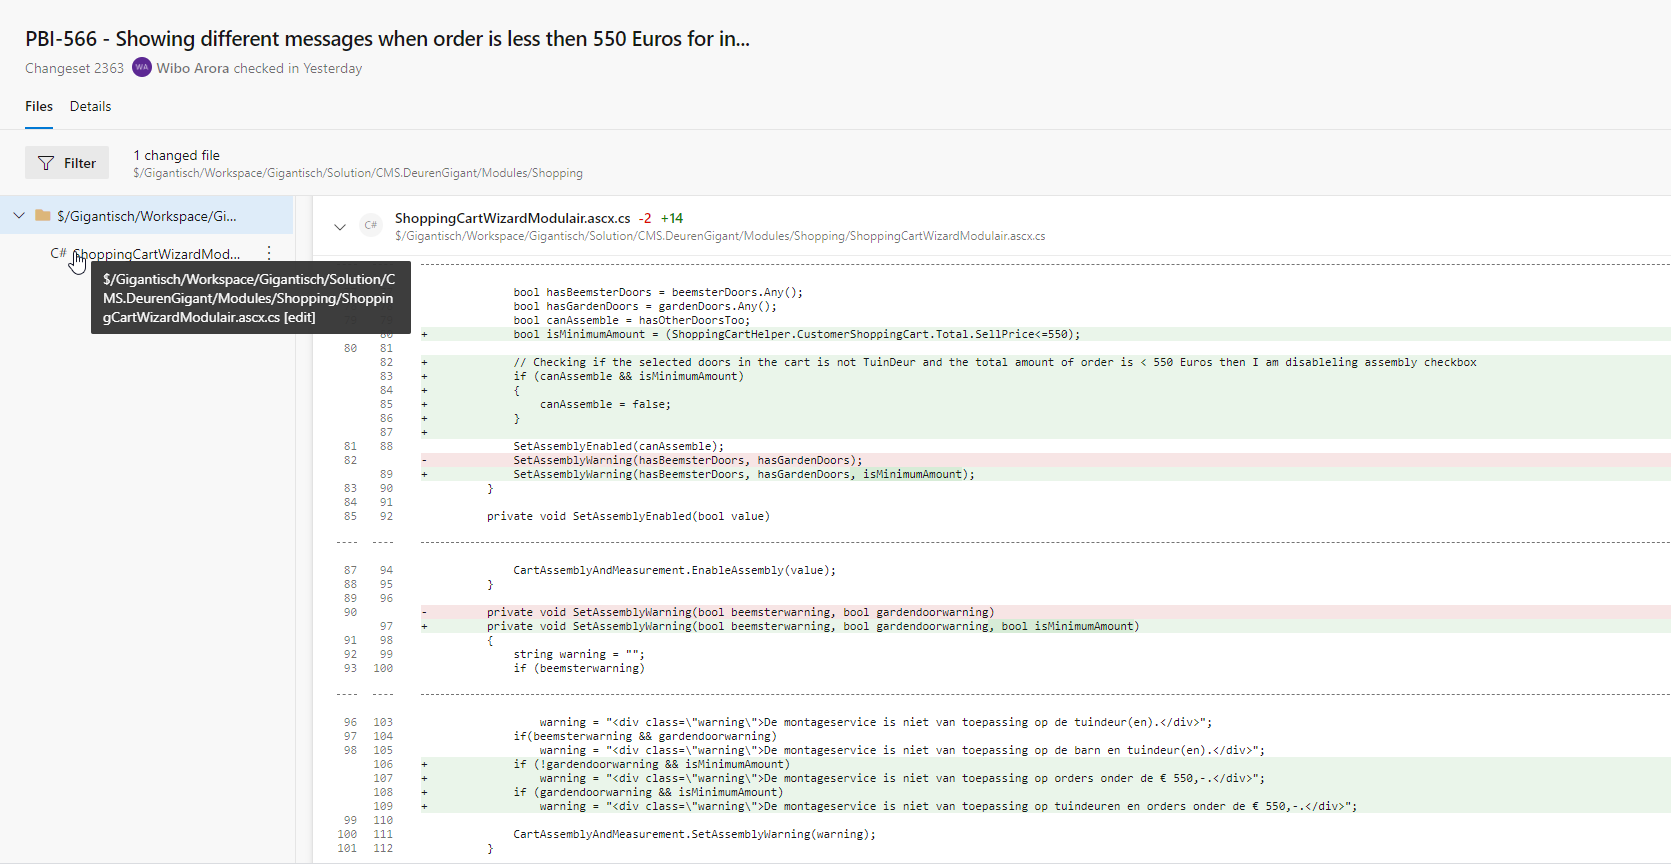 PBI-566 - Showing different messages when order is less then 550 Euros for in...
Changeset 2363 WA Wibo Arora checked in Yesterday
Files Details
Filter
1 changed file
$/Gigantisch/Workspace/Gigantisch/Solution/CMS.DeurenGigant/Modules/Shopping
$/Gigantisch/Workspace/Gi...
C# ShoppingCartWizardMod...
$/Gigantisch/Workspace/Gigantisch/Solution/C
MS.DeurenGigant/Modules/Shopping/Shoppin
gCartWizardModulair.ascx.cs [edit]
C# ShoppingCartWizardModulair.ascx.cs -2 +14
$/Gigantisch/Workspace/Gigantisch/Solution/CMS.DeurenGigant/Modules/Shopping/ShoppingCartWizardModulair.ascx.cs
bool hasBeemsterDoors = beemsterDoors.Any();
bool hasGardenDoors = gardenDoors.Any();
bool canAssemble = hasOtherDoorsToo;
80 + bool isMinimumAmount = (ShoppingCartHelper.CustomerShoppingCart.Total.SellPrice<=550);
80 81
82 + // Checking if the selected doors in the cart is not TuinDeur and the total amount of order is < 550 Euros then I am disableling assembly checkbox
83 + if (canAssemble && isMinimumAmount)
84 + {
85 + canAssemble = false;
86 + }
87 +
81 88 SetAssemblyEnabled(canAssemble);
82 - SetAssemblyWarning(hasBeemsterDoors, hasGardenDoors);
89 + SetAssemblyWarning(hasBeemsterDoors, hasGardenDoors, isMinimumAmount);
83 90 }
84 91
85 92 private void SetAssemblyEnabled(bool value)
87 94 CartAssemblyAndMeasurement.EnableAssembly(value);
88 95 }
89 96
90 - private void SetAssemblyWarning(bool beemsterwarning, bool gardendoorwarning)
97 + private void SetAssemblyWarning(bool beemsterwarning, bool gardendoorwarning, bool isMinimumAmount)
91 98 {
92 99 string warning = "";
93 100 if (beemsterwarning)
96 103 warning = "<div class=\"warning\">De montageservice is niet van toepassing op de tuindeur(en).</div>";
97 104 if(beemsterwarning && gardendoorwarning)
98 105 warning = "<div class=\"warning\">De montageservice is niet van toepassing op de barn en tuindeur(en).</div>";
106 + if (!gardendoorwarning && isMinimumAmount)
107 + warning = "<div class=\"warning\">De montageservice is niet van toepassing op orders onder de € 550,-.</div>";
108 + if (gardendoorwarning && isMinimumAmount)
109 + warning = "<div class=\"warning\">De montageservice is niet van toepassing op tuindeuren en orders onder de € 550,-.</div>";
99 110
100 111 CartAssemblyAndMeasurement.SetAssemblyWarning(warning);
101 112 }